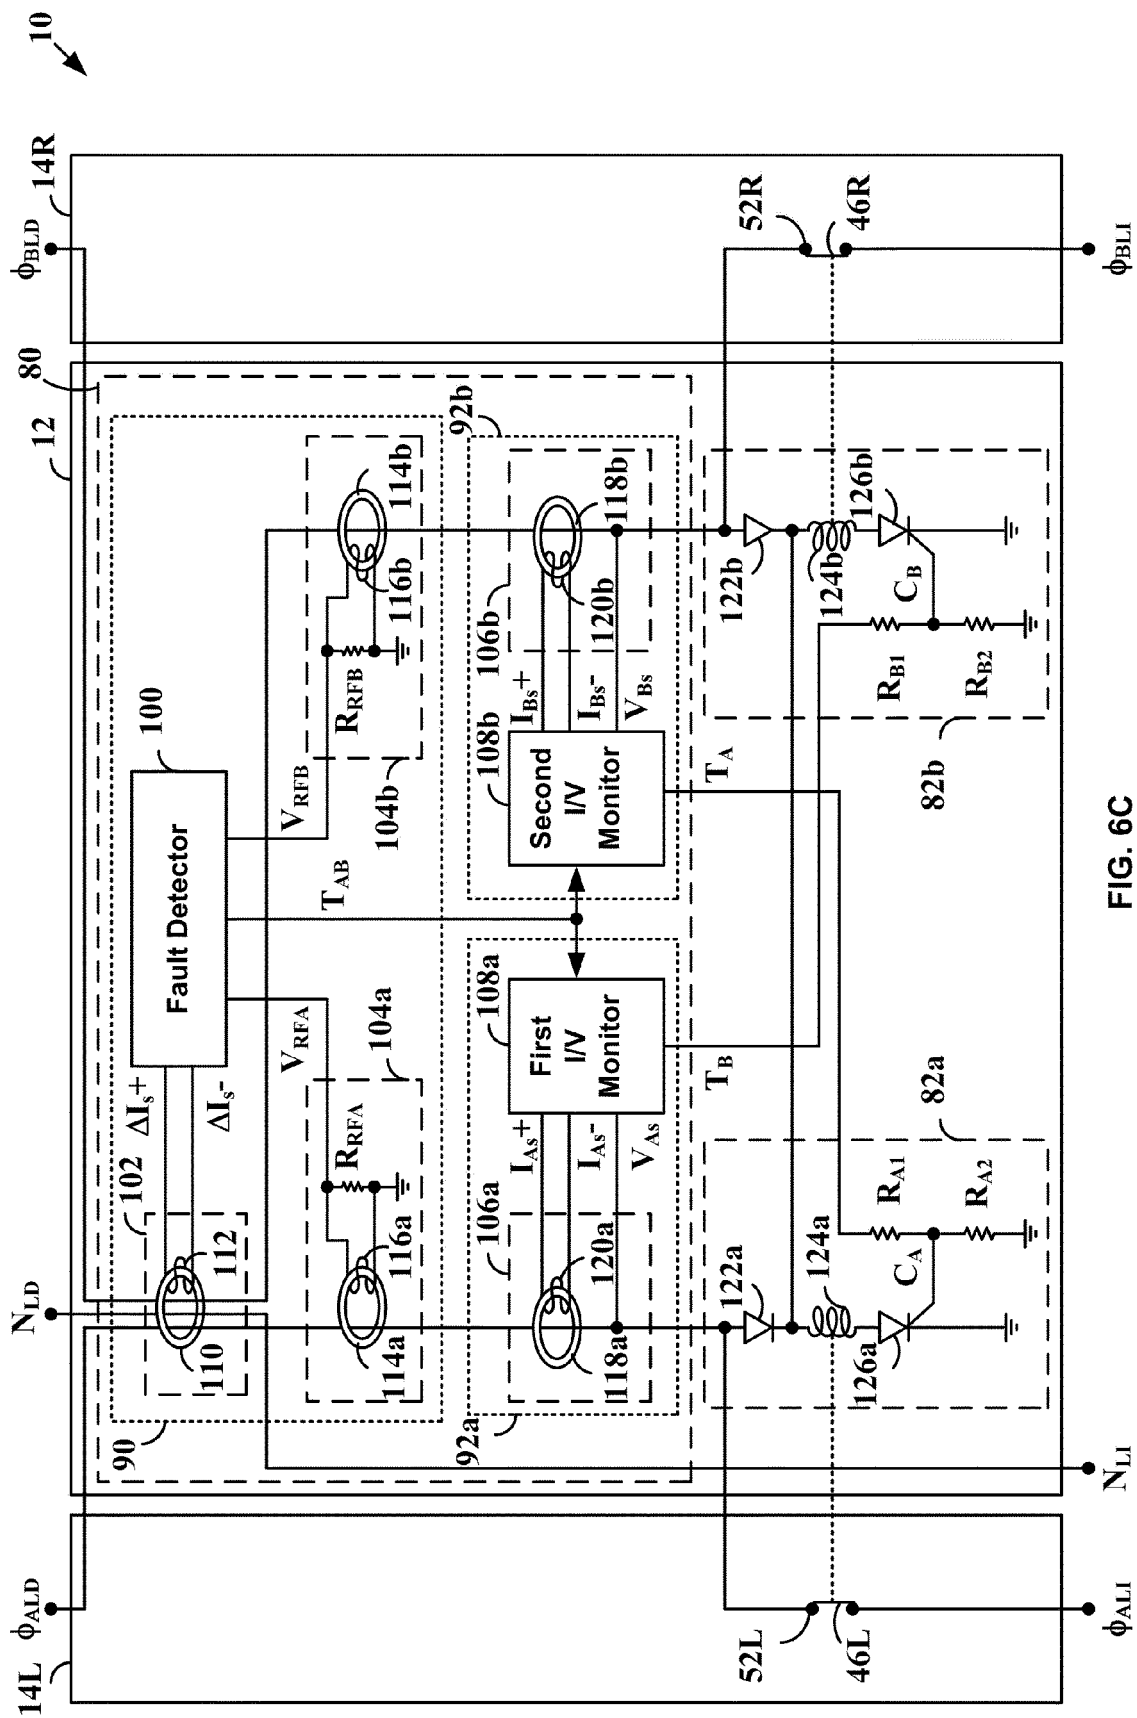 10
14R
ϕBLD
12
80
NLD
ϕALD
14L
100
Fault Detector
102
ΔIs+
ΔIs-
112
110
90
VRFA
VRFB
TAB
104a
RRFA
116a
114a
104b
RRFB
116b
114b
92a
106a
IAs+
IAs-
VAs
120a
118a
108a
First
I/V
Monitor
108b
Second
I/V
Monitor
92b
106b
IBs+
IBs-
VBs
120b
118b
TB
TA
82a
122a
124a
126a
CA
RA1
RA2
82b
122b
124b
126b
CB
RB1
RB2
52L
46L
52R
46R
ϕALI
NLI
ϕBLI
FIG. 6C